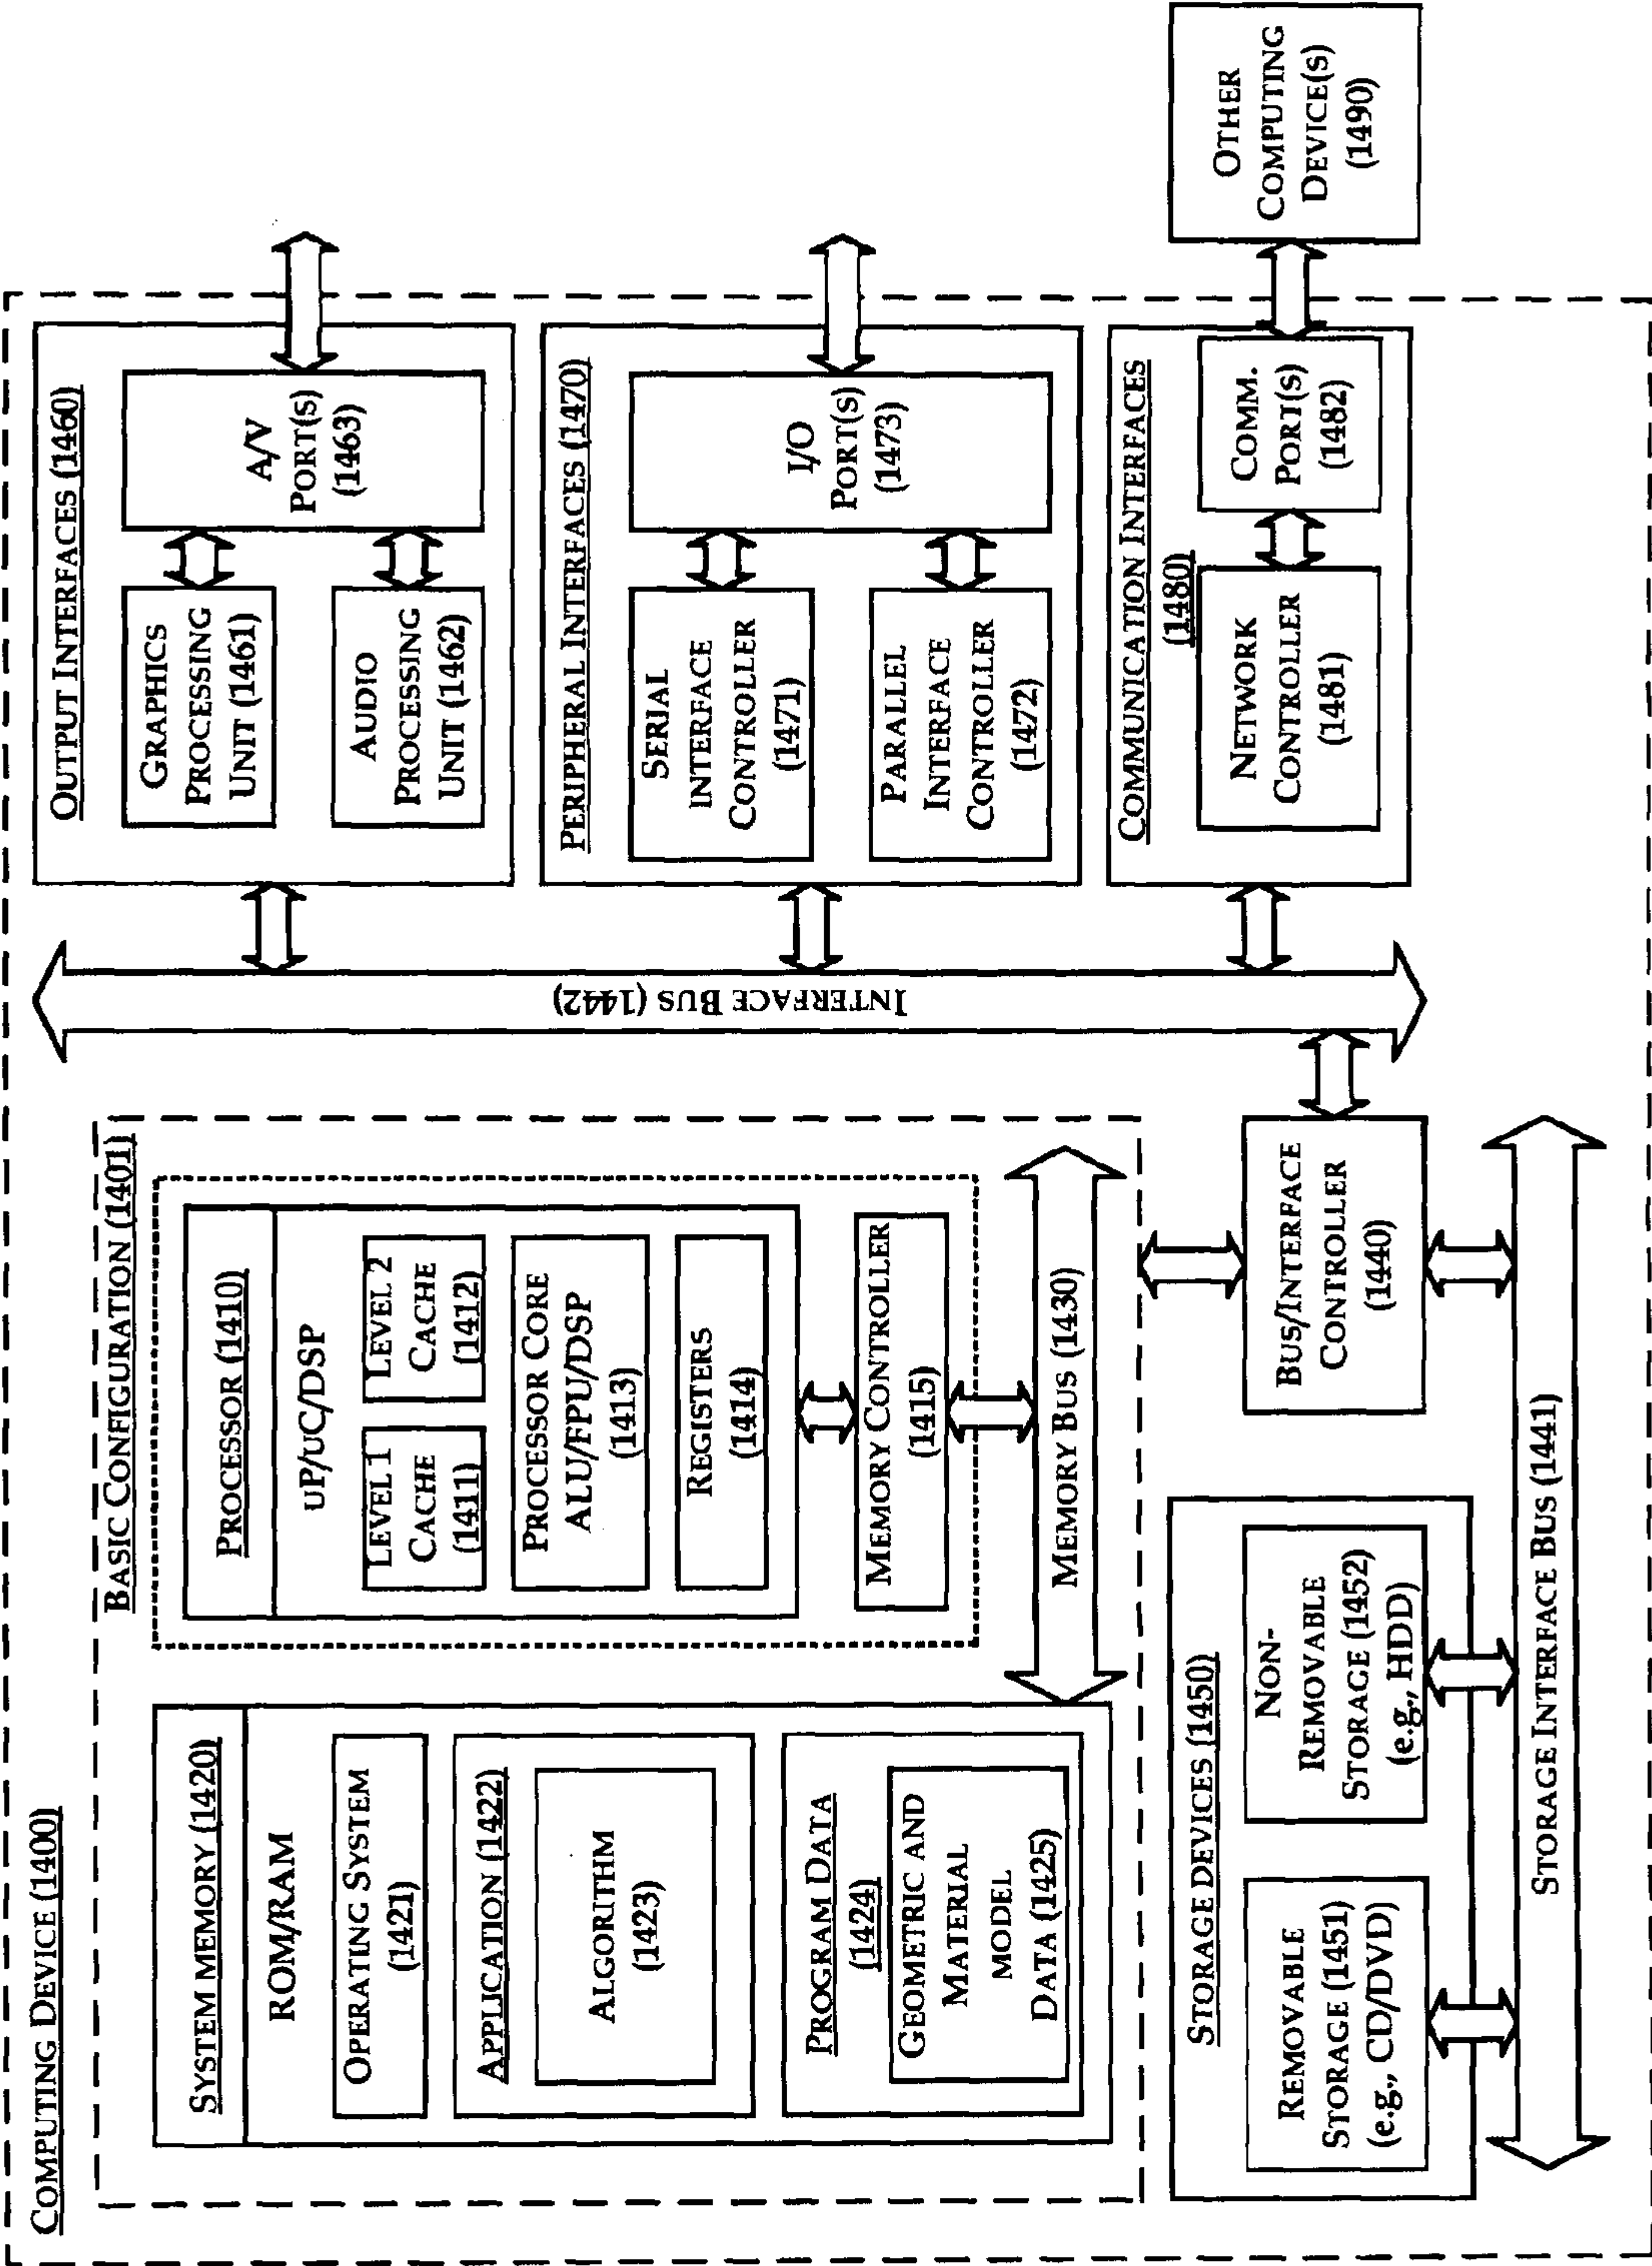 COMPUTING DEVICE (1400)
BASIC CONFIGURATION (1401)
SYSTEM MEMORY (1420)
ROM/RAM
OPERATING SYSTEM
(1421)
APPLICATION (1422)
ALGORITHM
(1423)
PROGRAM DATA
(1424)
GEOMETRIC AND
MATERIAL
MODEL
DATA (1425)
PROCESSOR (1410)
uP/uC/DSP
LEVEL 1
CACHE
(1411)
LEVEL 2
CACHE
(1412)
PROCESSOR CORE
ALU/FPU/DSP
(1413)
REGISTERS
(1414)
MEMORY CONTROLLER
(1415)
MEMORY BUS (1430)
STORAGE DEVICES (1450)
REMOVABLE
STORAGE (1451)
(e.g., CD/DVD)
NON-
REMOVABLE
STORAGE (1452)
(e.g., HDD)
BUS/INTERFACE
CONTROLLER
(1440)
STORAGE INTERFACE BUS (1441)
INTERFACE BUS (1442)
OUTPUT INTERFACES (1460)
GRAPHICS
PROCESSING
UNIT (1461)
AUDIO
PROCESSING
UNIT (1462)
A/V
PORT(S)
(1463)
PERIPHERAL INTERFACES (1470)
SERIAL
INTERFACE
CONTROLLER
(1471)
PARALLEL
INTERFACE
CONTROLLER
(1472)
I/O
PORT(S)
(1473)
COMMUNICATION INTERFACES
(1480)
NETWORK
CONTROLLER
(1481)
COMM.
PORT(S)
(1482)
OTHER
COMPUTING
DEVICE(S)
(1490)